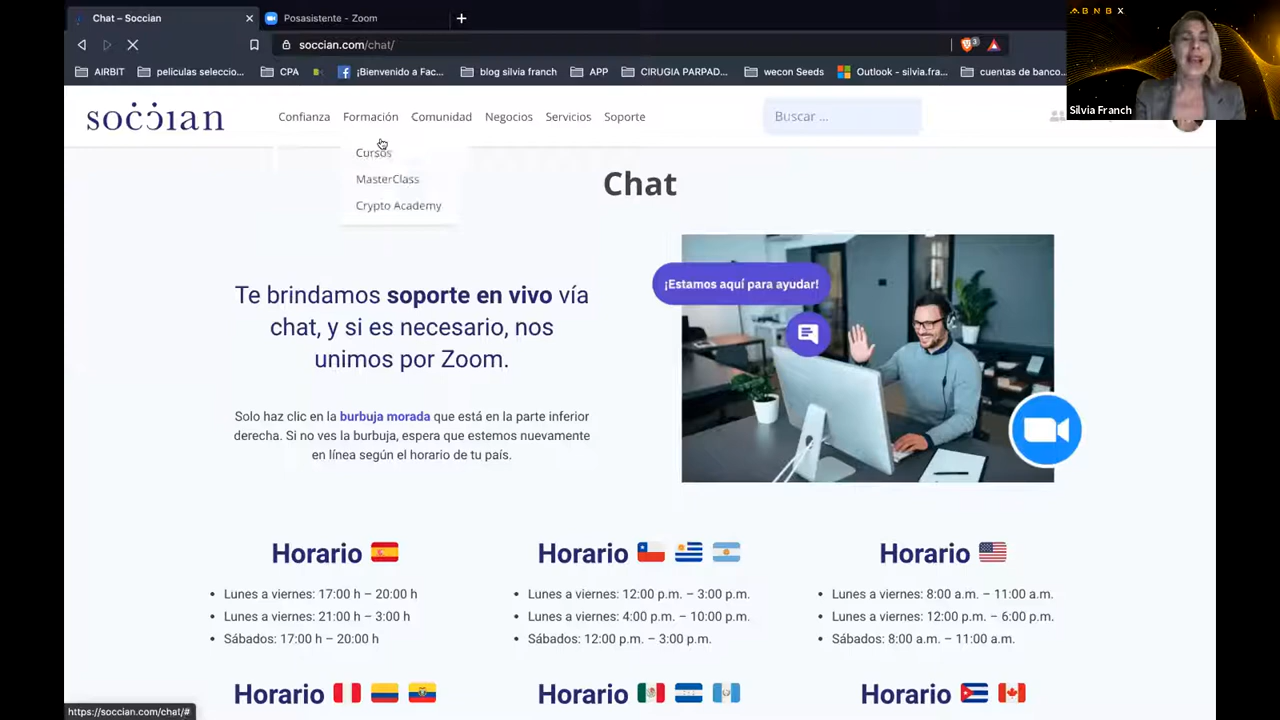 Chat – Soccian
Posasistente - Zoom
soccian.com/chat/
3
AIRBIT
películas seleccio...
CPA
¡Bienvenido a Fac...
blog silvia franch
APP
CIRUGIA PARPAD...
wecon Seeds
Outlook - silvia.fra...
cuentas de banco...
ABNB X
Silvia Franch
soccian
Confianza
Formación
Comunidad
Negocios
Servicios
Soporte
Buscar ...
Cursos
MasterClass
Crypto Academy
Chat
Te brindamos soporte en vivo vía
chat, y si es necesario, nos
unimos por Zoom.
Solo haz clic en la burbuja morada que está en la parte inferior
derecha. Si no ves la burbuja, espera que estemos nuevamente
en línea según el horario de tu país.
¡Estamos aquí para ayudar!
Horario
• Lunes a viernes: 17:00 h – 20:00 h
• Lunes a viernes: 21:00 h – 3:00 h
• Sábados: 17:00 h – 20:00 h
Horario
• Lunes a viernes: 12:00 p.m. – 3:00 p.m.
• Lunes a viernes: 4:00 p.m. – 10:00 p.m.
• Sábados: 12:00 p.m. – 3:00 p.m.
Horario
• Lunes a viernes: 8:00 a.m. – 11:00 a.m.
• Lunes a viernes: 12:00 p.m. – 6:00 p.m.
• Sábados: 8:00 a.m. – 11:00 a.m.
Horario
Horario
Horario
https://soccian.com/chat/#